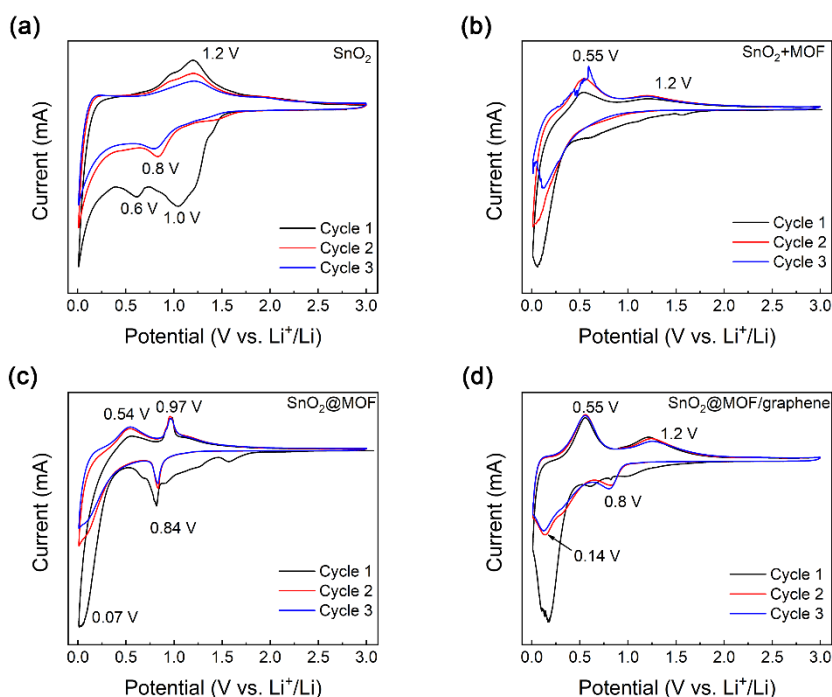 (a)
SnO₂
1.2 V
0.8 V
0.6 V
1.0 V
Cycle 1
Cycle 2
Cycle 3
Current (mA)
0.0 0.5 1.0 1.5 2.0 2.5 3.0
Potential (V vs. Li⁺/Li)
(b)
SnO₂+MOF
0.55 V
1.2 V
Cycle 1
Cycle 2
Cycle 3
Current (mA)
0.0 0.5 1.0 1.5 2.0 2.5 3.0
Potential (V vs. Li⁺/Li)
(c)
SnO₂@MOF
0.54 V
0.97 V
0.84 V
0.07 V
Cycle 1
Cycle 2
Cycle 3
Current (mA)
0.0 0.5 1.0 1.5 2.0 2.5 3.0
Potential (V vs. Li⁺/Li)
(d)
SnO₂@MOF/graphene
0.55 V
1.2 V
0.8 V
0.14 V
Cycle 1
Cycle 2
Cycle 3
Current (mA)
0.0 0.5 1.0 1.5 2.0 2.5 3.0
Potential (V vs. Li⁺/Li)